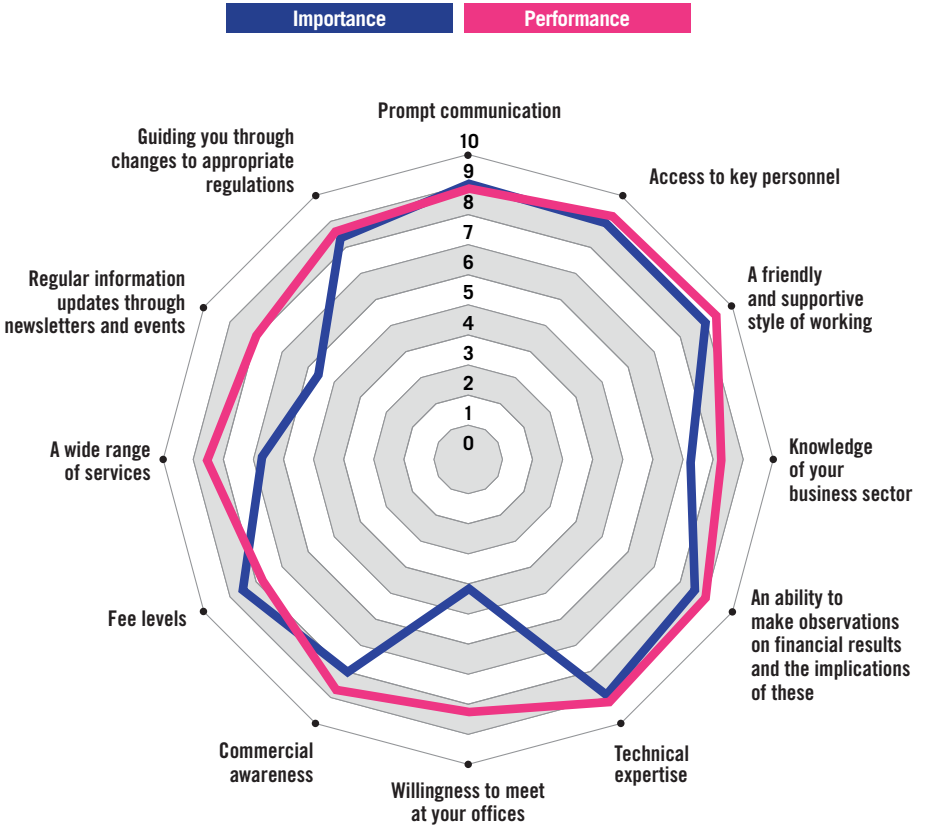 Importance
Performance
Prompt communication
Guiding you through
changes to appropriate
regulations
Access to key personnel
10
9
8
7
6
5
4
3
2
1
0
A friendly
and supportive
style of working
Regular information
updates through
newsletters and events
A wide range
of services
Knowledge
of your
business sector
Fee levels
An ability to
make observations
on financial results
and the implications
of these
Commercial
awareness
Technical
expertise
Willingness to meet
at your offices